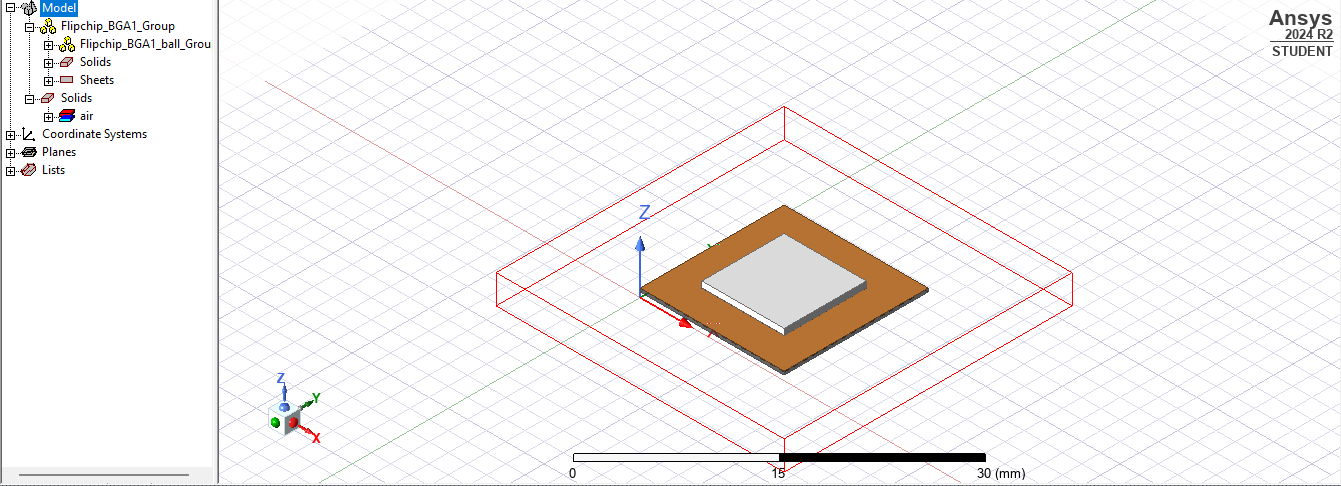 Model
Flipchip_BGA1_Group
Flipchip_BGA1_ball_Grou
Solids
Sheets
Solids
air
Coordinate Systems
Planes
Lists
Ansys
2024 R2
STUDENT
Z
Z
Y
X
0 15 30 (mm)